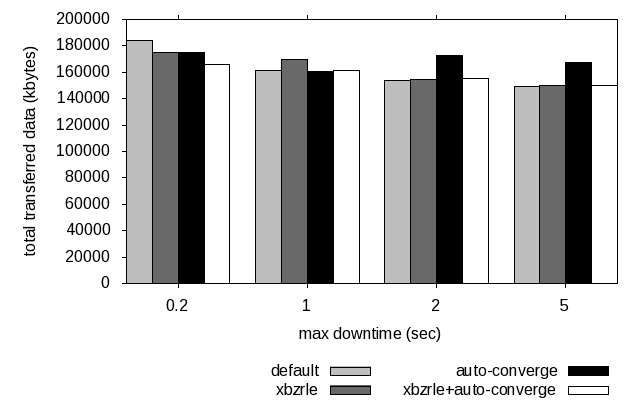 200000
180000
160000
140000
120000
100000
80000
60000
40000
20000
0
total transferred data (kbytes)
0.2 1 2 5
max downtime (sec)
default auto-converge
xbzrle xbzrle+auto-converge